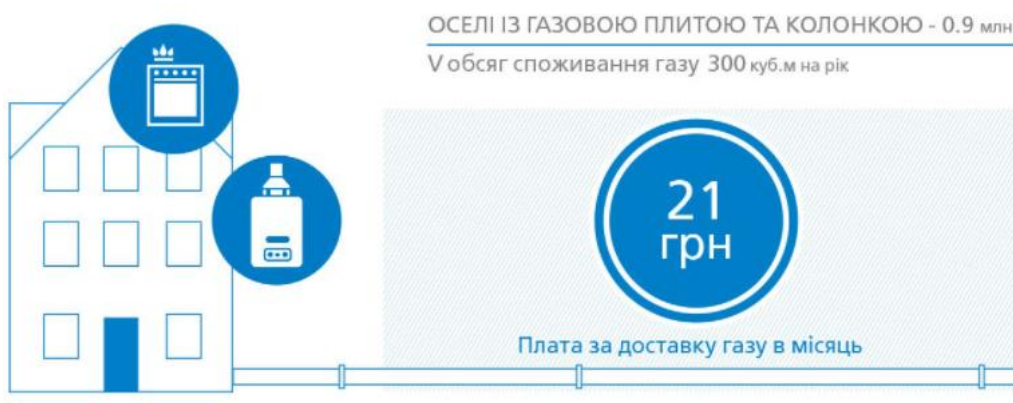 ОСЕЛІ ІЗ ГАЗОВОЮ ПЛИТОЮ ТА КОЛОНКОЮ - 0.9 млн
V обсяг споживання газу 300 куб.м на рік
21
грн
Плата за доставку газу в місяць